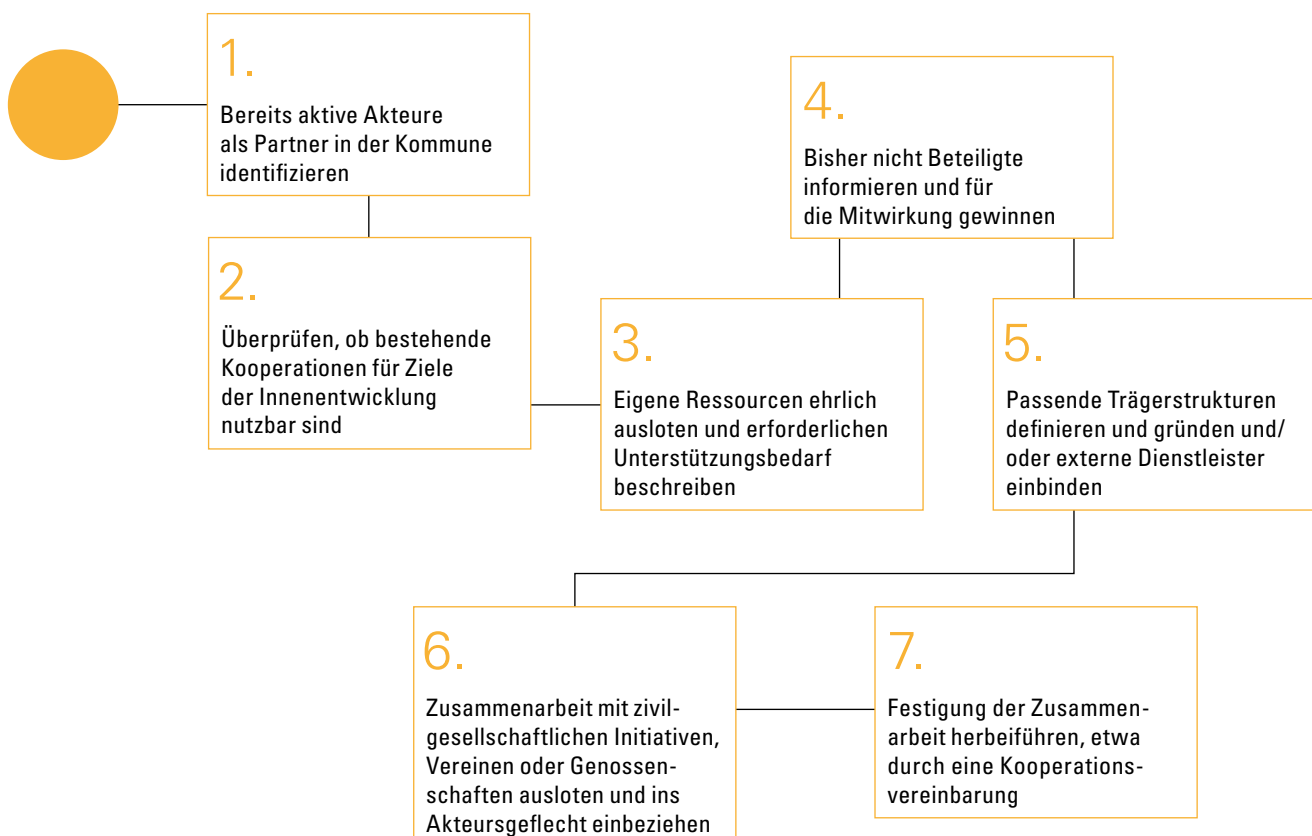 1.
Bereits aktive Akteure
als Partner in der Kommune
identifizieren
2.
Überprüfen, ob bestehende
Kooperationen für Ziele
der Innenentwicklung
nutzbar sind
3.
Eigene Ressourcen ehrlich
ausloten und erforderlichen
Unterstützungsbedarf
beschreiben
4.
Bisher nicht Beteiligte
informieren und für
die Mitwirkung gewinnen
5.
Passende Trägerstrukturen
definieren und gründen und/
oder externe Dienstleister
einbinden
6.
Zusammenarbeit mit zivil-
gesellschaftlichen Initiativen,
Vereinen oder Genossen-
schaften ausloten und ins
Akteursgeflecht einbeziehen
7.
Festigung der Zusammen-
arbeit herbeiführen, etwa
durch eine Kooperations-
vereinbarung